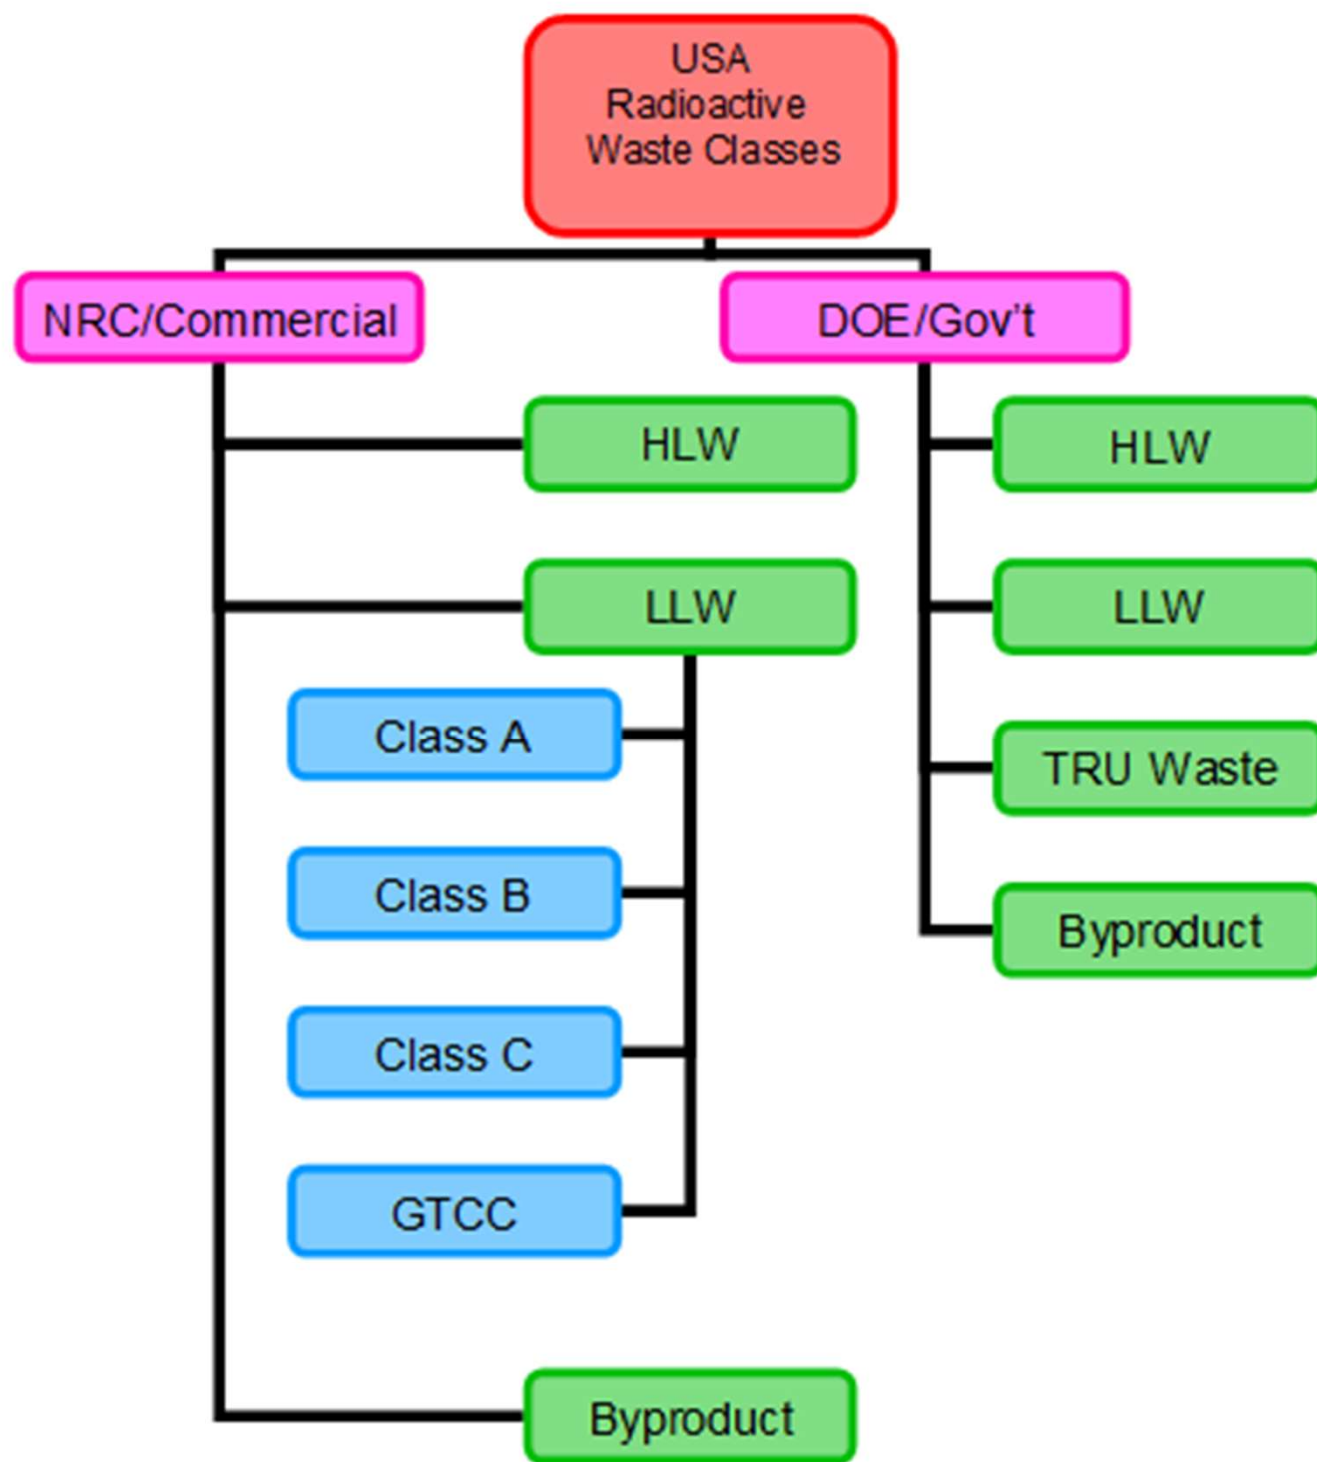 USA
Radioactive
Waste Classes
NRC/Commercial
DOE/Gov’t
HLW
HLW
LLW
LLW
Class A
TRU Waste
Class B
Byproduct
Class C
GTCC
Byproduct